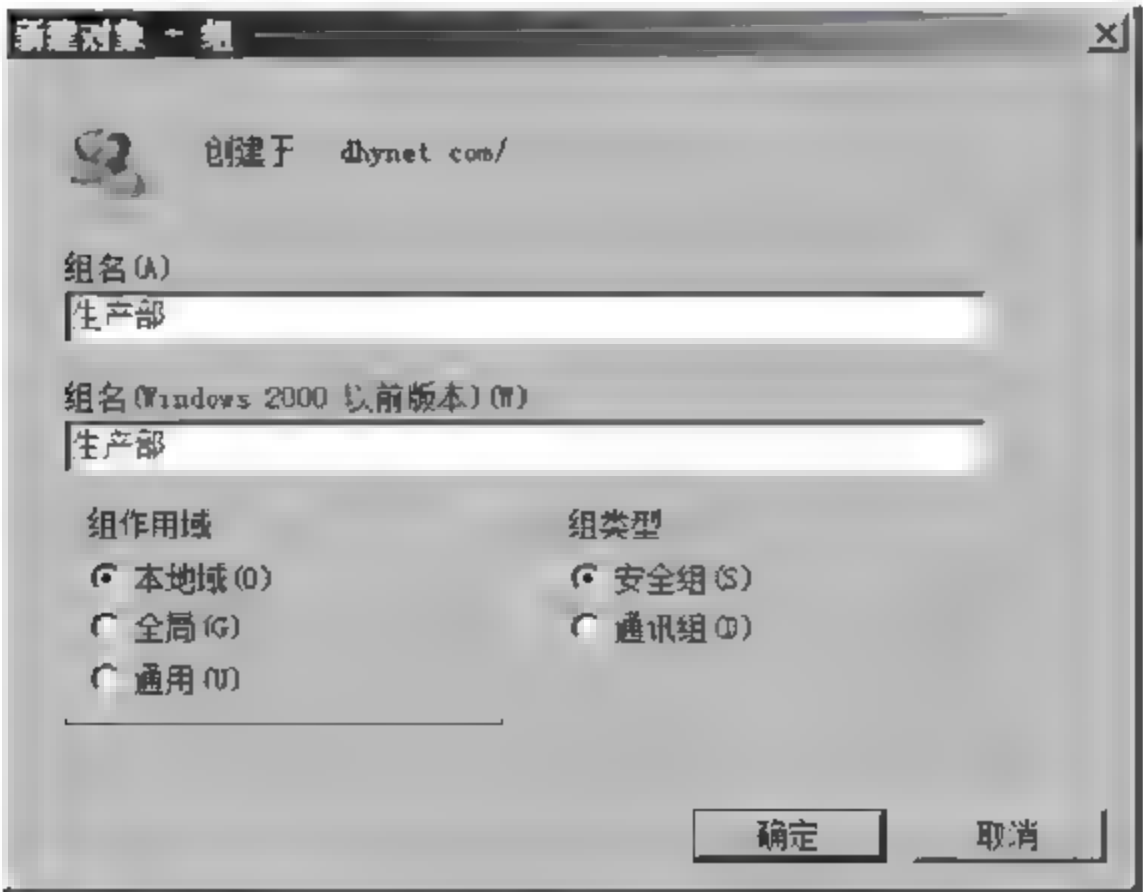 新建对象 - 组
创建于 dhynet com/
组名(A)
生产部
组名(Windows 2000 以前版本)(W)
生产部
组作用域
本地域(O)
全局(G)
通用(U)
组类型
安全组(S)
通讯组(D)
确定
取消